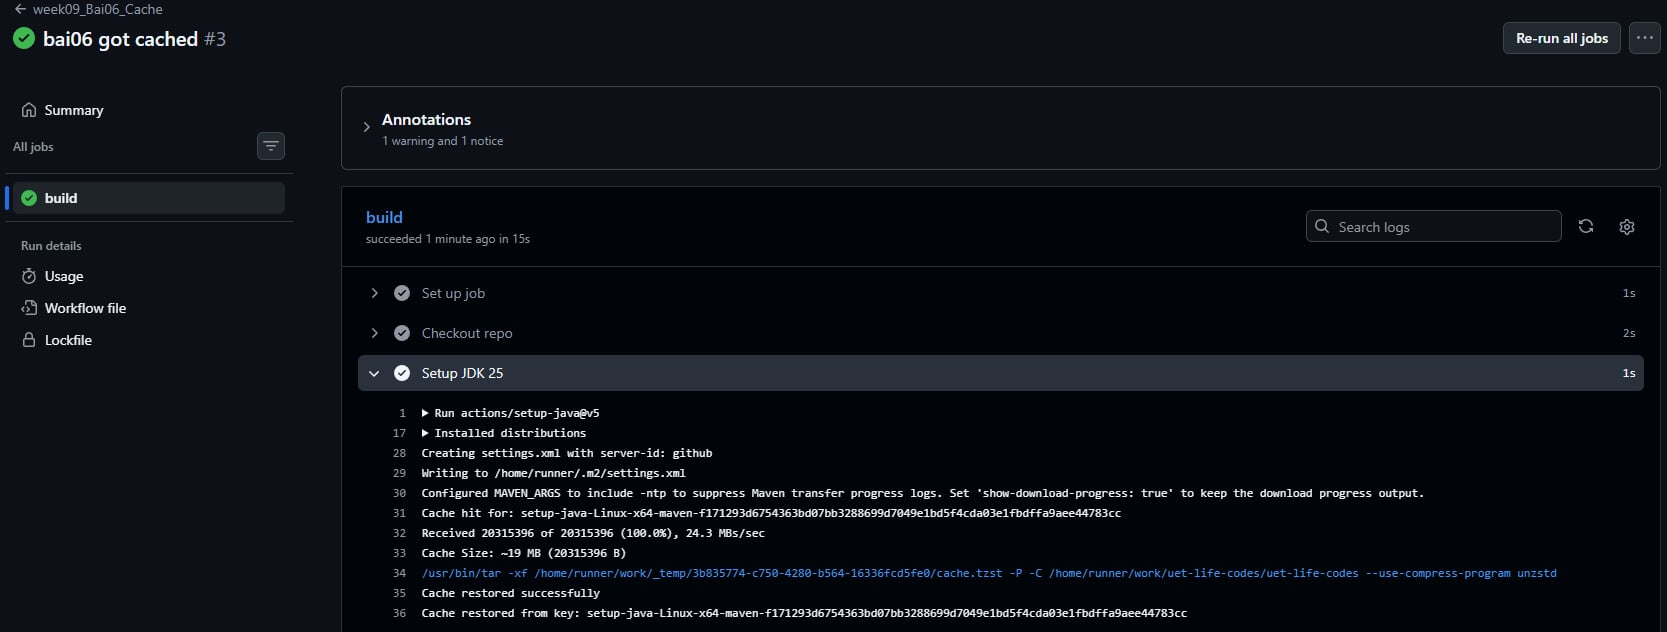 week09_Bai06_Cache
bai06 got cached #3
Re-run all jobs
Summary
All jobs
build
Run details
Usage
Workflow file
Lockfile
Annotations
1 warning and 1 notice
build
succeeded 1 minute ago in 15s
Search logs
Set up job 1s
Checkout repo 2s
Setup JDK 25 1s
1 Run actions/setup-java@v5
17 Installed distributions
28 Creating settings.xml with server-id: github
29 Writing to /home/runner/.m2/settings.xml
30 Configured MAVEN_ARGS to include -ntp to suppress Maven transfer progress logs. Set 'show-download-progress: true' to keep the download progress output.
31 Cache hit for: setup-java-Linux-x64-maven-f171293d6754363bd07bb3288699d7049e1bd5f4cda03e1fbdffa9aee44783cc
32 Received 20315396 of 20315396 (100.0%), 24.3 MBs/sec
33 Cache Size: ~19 MB (20315396 B)
34 /usr/bin/tar -xf /home/runner/work/_temp/3b835774-c750-4280-b564-16336fcd5fe0/cache.tzst -P -C /home/runner/work/uet-life-codes/uet-life-codes --use-compress-program unzstd
35 Cache restored successfully
36 Cache restored from key: setup-java-Linux-x64-maven-f171293d6754363bd07bb3288699d7049e1bd5f4cda03e1fbdffa9aee44783cc